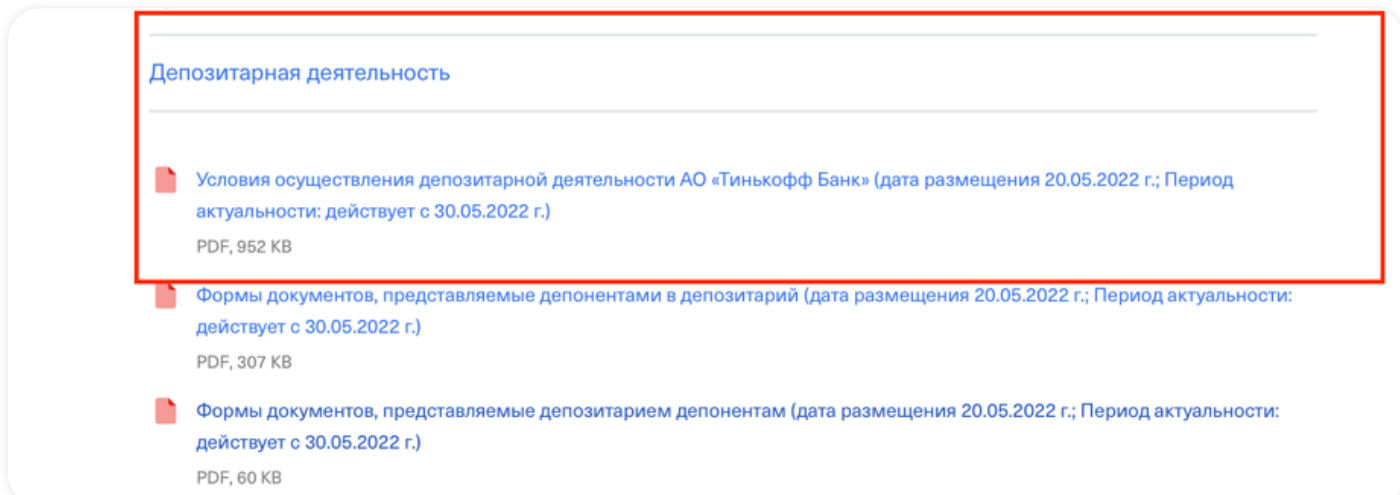 Депозитарная деятельность
Условия осуществления депозитарной деятельности АО «Тинькофф Банк» (дата размещения 20.05.2022 г.; Период
актуальности: действует с 30.05.2022 г.)
PDF, 952 KB
Формы документов, представляемые депонентами в депозитарий (дата размещения 20.05.2022 г.; Период актуальности:
действует с 30.05.2022 г.)
PDF, 307 KB
Формы документов, представляемые депозитарием депонентам (дата размещения 20.05.2022 г.; Период актуальности:
действует с 30.05.2022 г.)
PDF, 60 KB